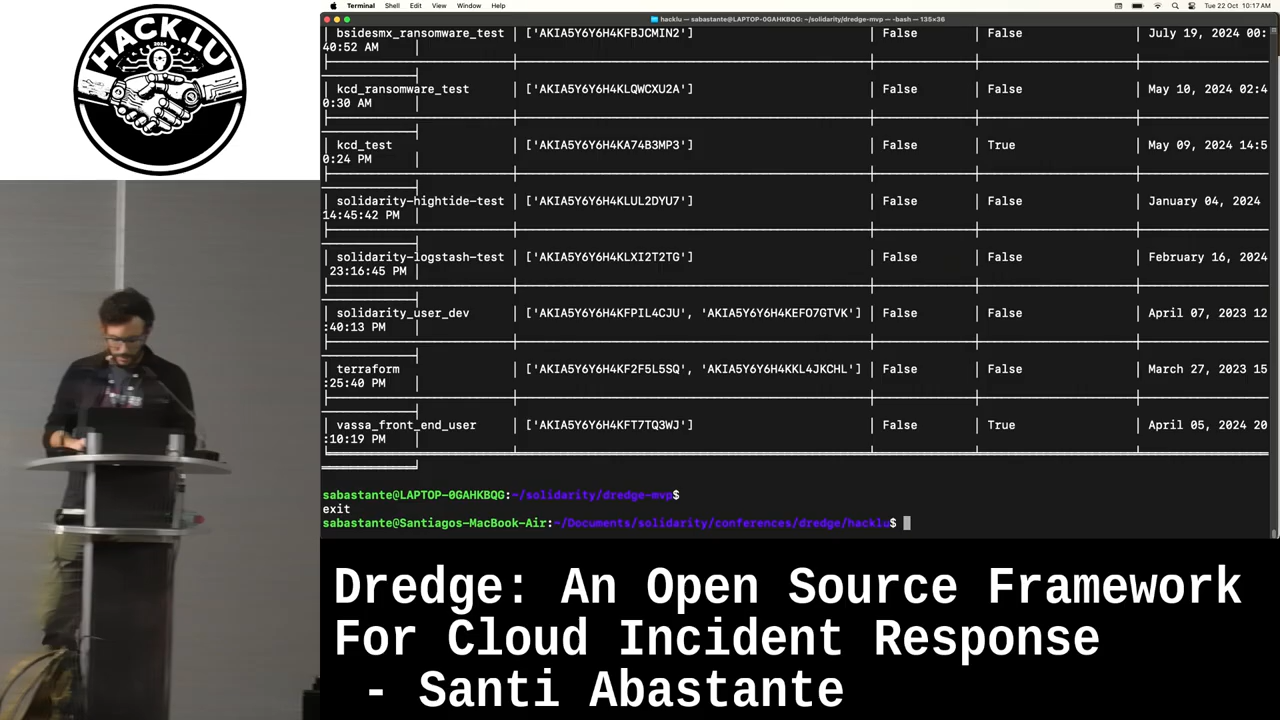 HACK.LU
2024
Terminal Shell Edit View Window Help
Tue 22 Oct 10:17 AM
hacklu — sabastante@LAPTOP-0GAHKBQG: ~/solidarity/dredge-mvp — -bash — 135×36
| bsidesmx_ransomware_test | ['AKIA5Y6Y6H4KFBJCMIN2'] | False | False | July 19, 2024 00:
40:52 AM |
| kcd_ransomware_test | ['AKIA5Y6Y6H4KLQWCXU2A'] | False | False | May 10, 2024 02:4
0:30 AM |
| kcd_test | ['AKIA5Y6Y6H4KA74B3MP3'] | False | True | May 09, 2024 14:5
0:24 PM |
| solidarity-hightide-test | ['AKIA5Y6Y6H4KLUL2DYU7'] | False | False | January 04, 2024
14:45:42 PM |
| solidarity-logstash-test | ['AKIA5Y6Y6H4KLXI2T2TG'] | False | False | February 16, 2024
23:16:45 PM |
| solidarity_user_dev | ['AKIA5Y6Y6H4KFPIL4CJU', 'AKIA5Y6Y6H4KEFO7GTVK'] | False | False | April 07, 2023 12
:40:13 PM |
| terraform | ['AKIA5Y6Y6H4KF2F5L5SQ', 'AKIA5Y6Y6H4KKL4JKCHL'] | False | False | March 27, 2023 15
:25:40 PM |
| vassa_front_end_user | ['AKIA5Y6Y6H4KFT7TQ3WJ'] | False | True | April 05, 2024 20
:10:19 PM |
sabastante@LAPTOP-0GAHKBQG:~/solidarity/dredge-mvp$
exit
sabastante@Santiagos-MacBook-Air:~/Documents/solidarity/conferences/dredge/hacklu$
Dredge: An Open Source Framework
For Cloud Incident Response
- Santi Abastante